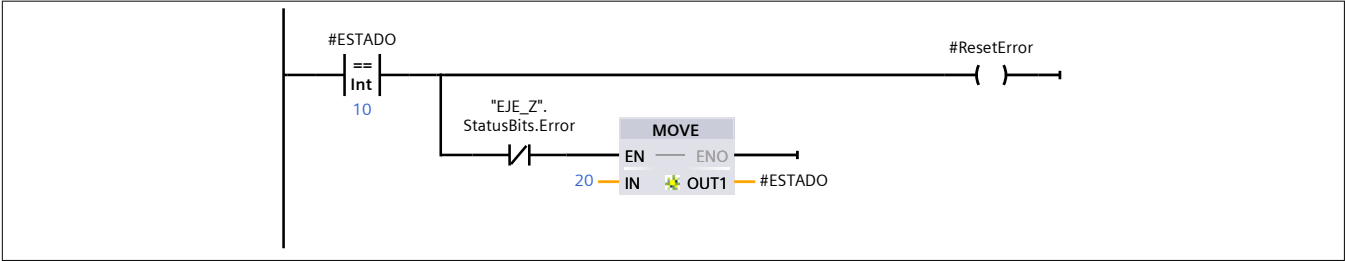 #ESTADO
#ResetError
==
Int
10
"EJE_Z".
StatusBits.Error
MOVE
EN
ENO
20
IN
OUT1
#ESTADO